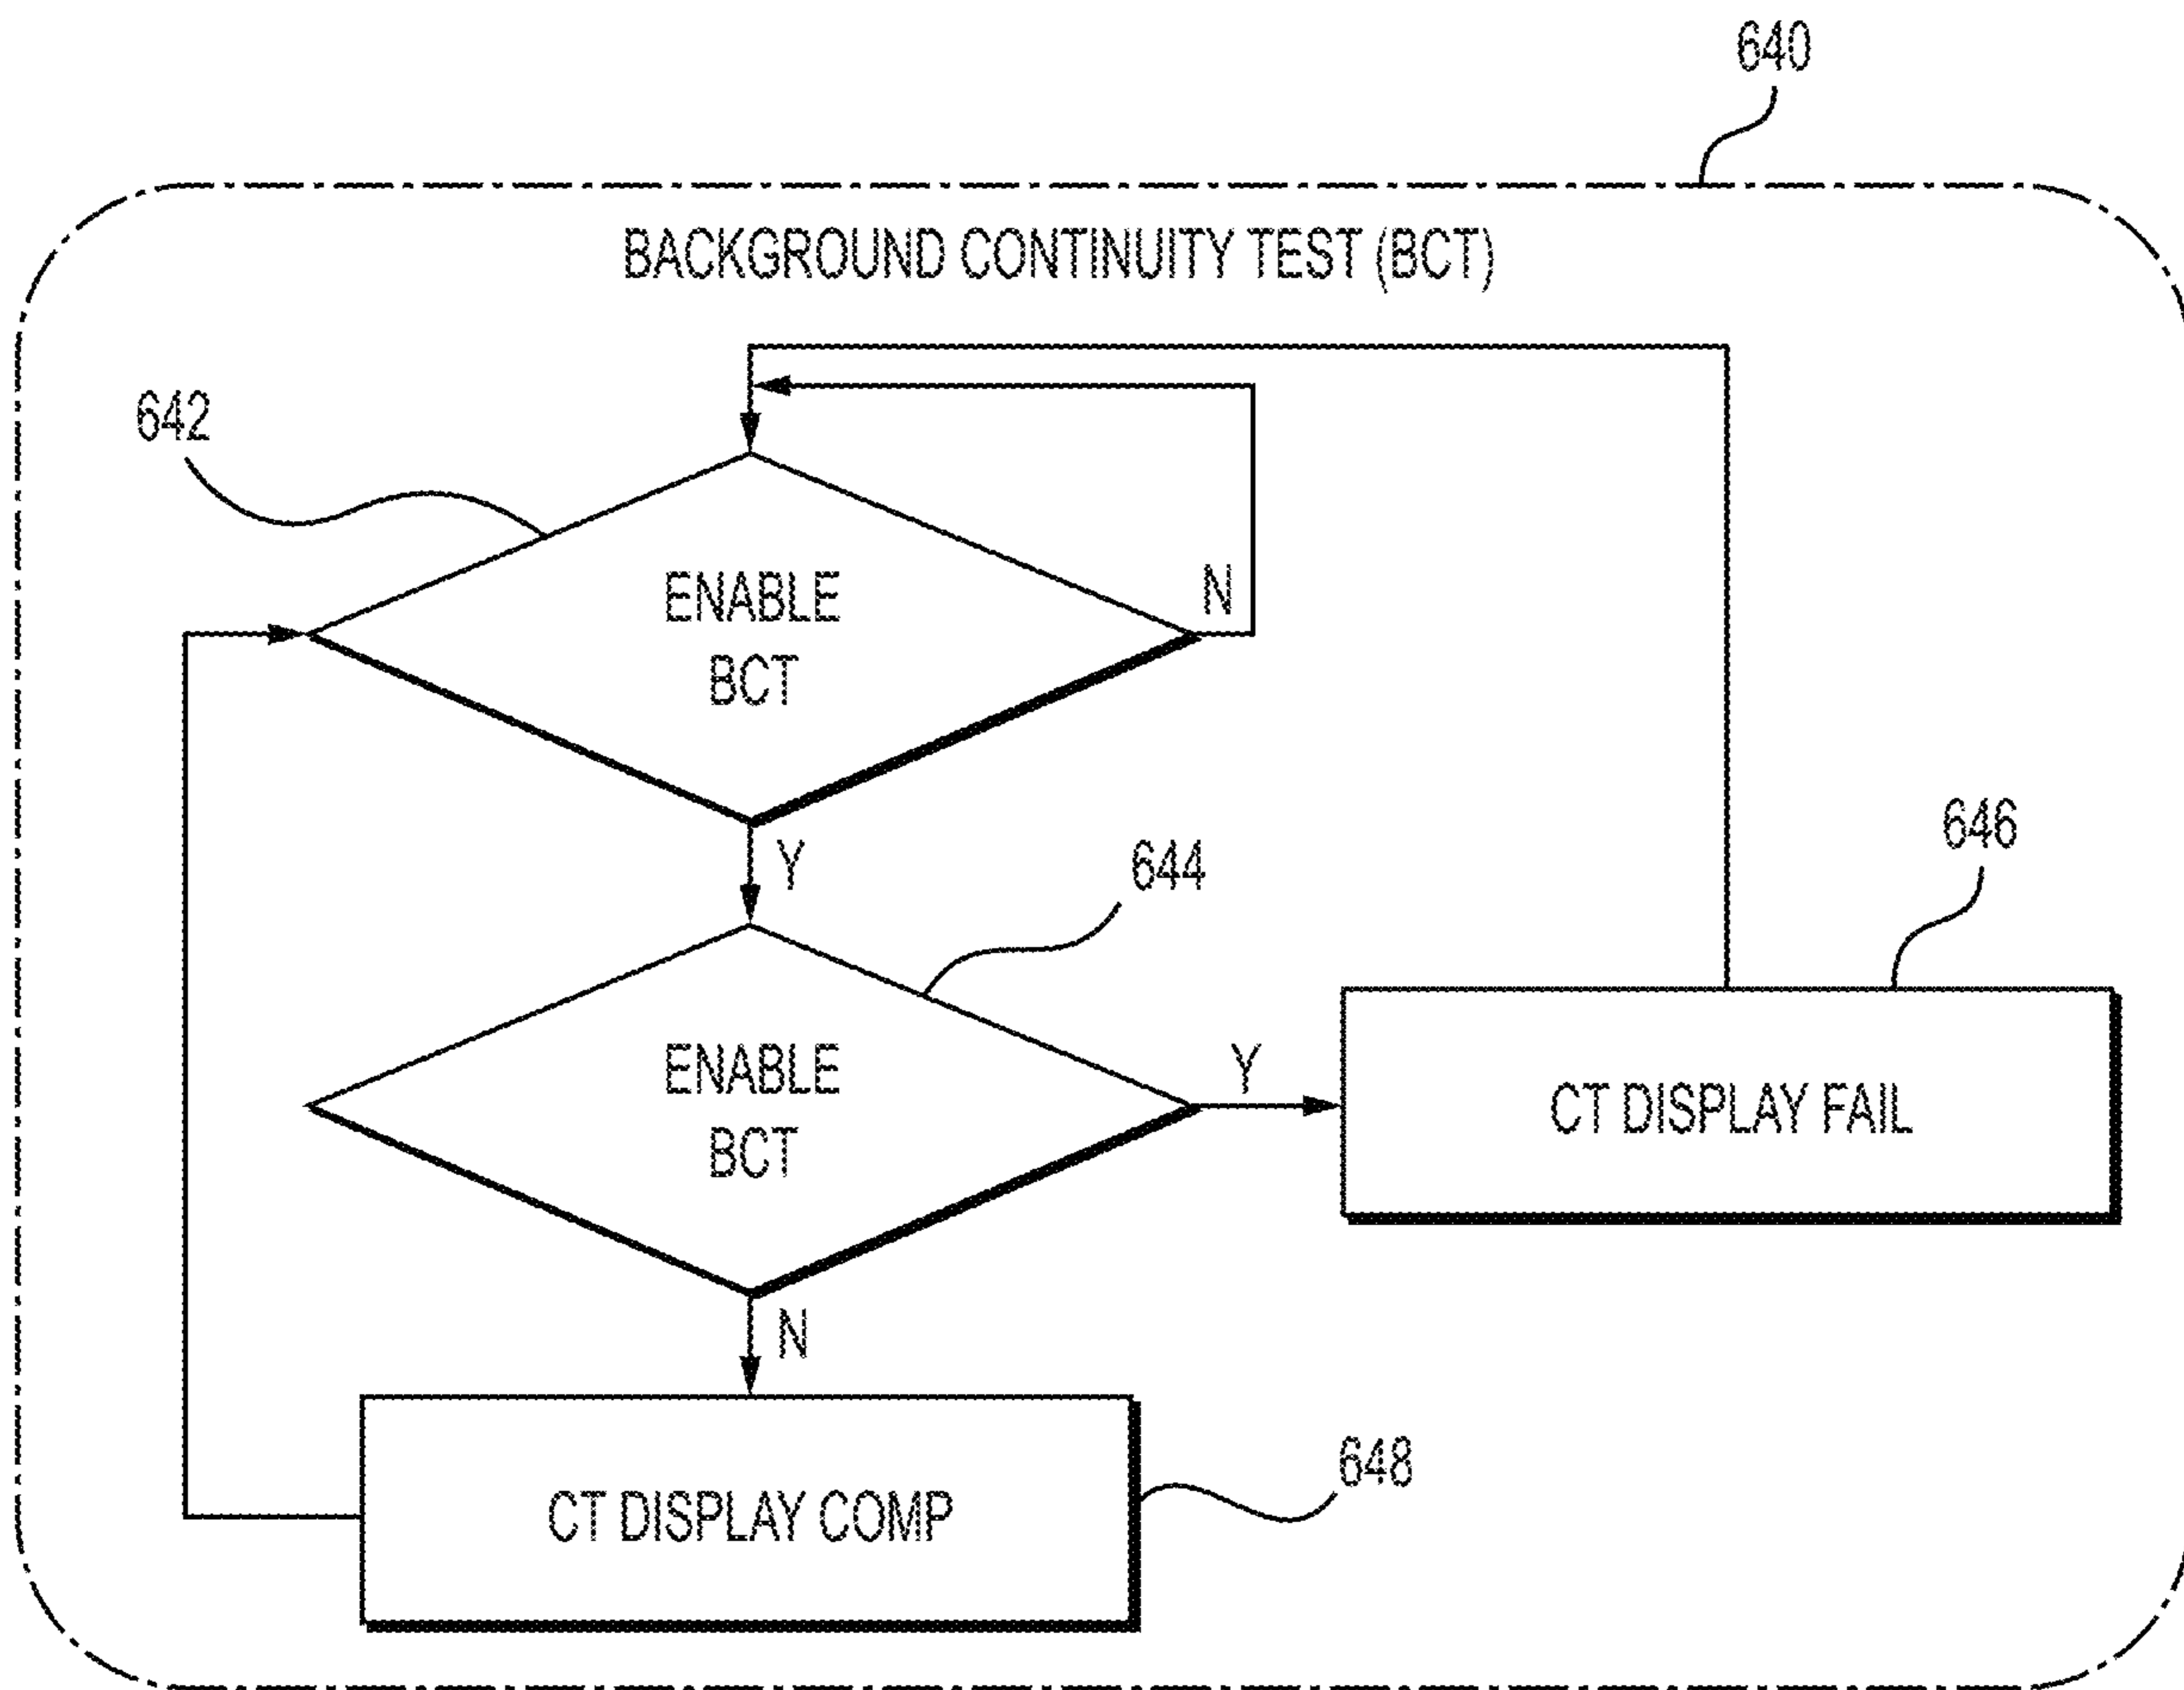 640
BACKGROUND CONTINUITY TEST (BCT)
642
ENABLE
BCT
N
Y
644
646
ENABLE
BCT
Y
CT DISPLAY FAIL
N
CT DISPLAY COMP
648